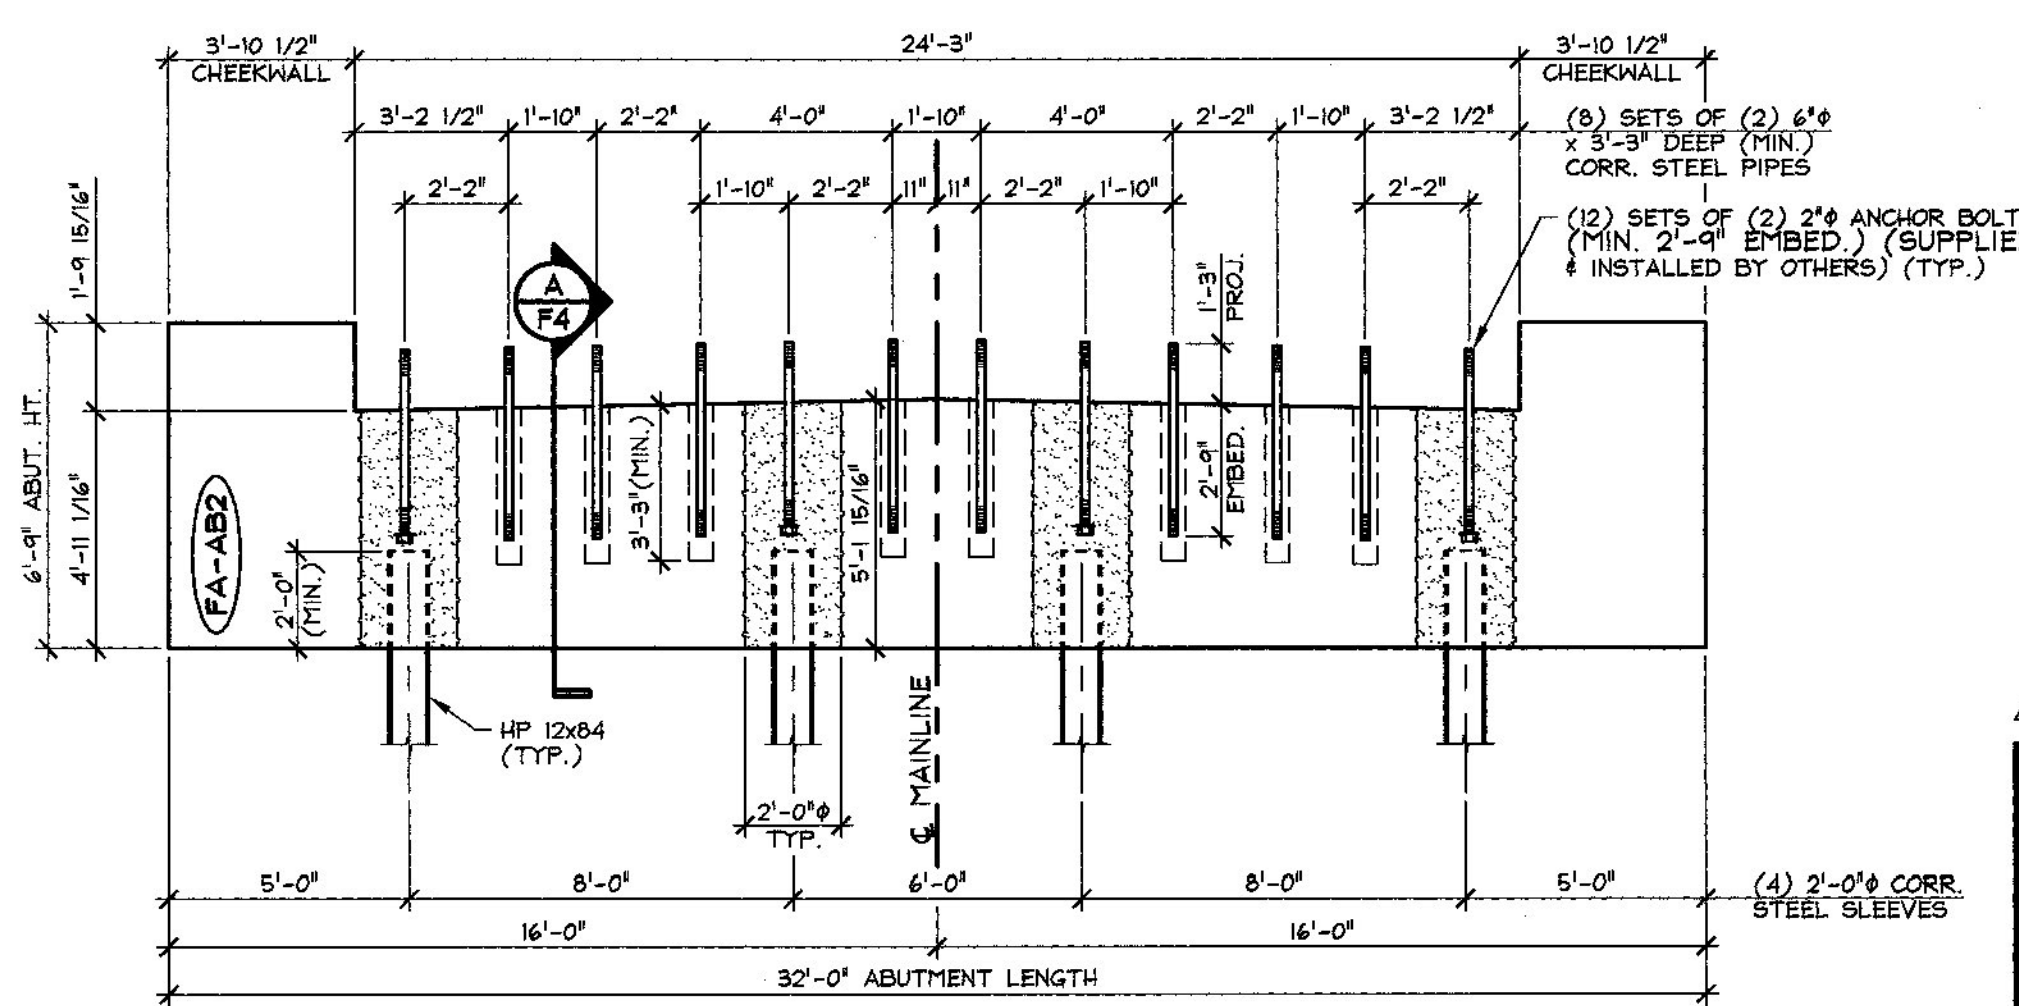 3'-10 1/2" 24'-3" 3'-10 1/2"
CHEEKWALL CHEEKWALL
3'-2 1/2" 1'-10" 2'-2" 4'-0" 1'-10" 4'-0" 2'-2" 1'-10" 3'-2 1/2"
(8) SETS OF (2) 6"ϕ
x 3'-3" DEEP (MIN.)
CORR. STEEL PIPES
2'-2" 1'-10" 2'-2" 11" 11" 2'-2" 1'-10" 2'-2"
(12) SETS OF (2) 2"ϕ ANCHOR BOLT
(MIN. 2'-9" EMBED.) (SUPPLIE
& INSTALLED BY OTHERS) (TYP.)
1'-9 15/16"
A
F4
1'-3"
PROJ.
6'-9" ABUT. HT.
4'-11 1/16"
FA-AB2
2'-0"
(MIN.)
3'-3"(MIN.)
5'-1 15/16"
2'-9"
EMBED.
HP 12x84
(TYP.)
℄ MAINLINE
2'-0"ϕ
TYP.
5'-0" 8'-0" 6'-0" 8'-0" 5'-0"
(4) 2'-0"ϕ CORR.
STEEL SLEEVES
16'-0" 16'-0"
32'-0" ABUTMENT LENGTH